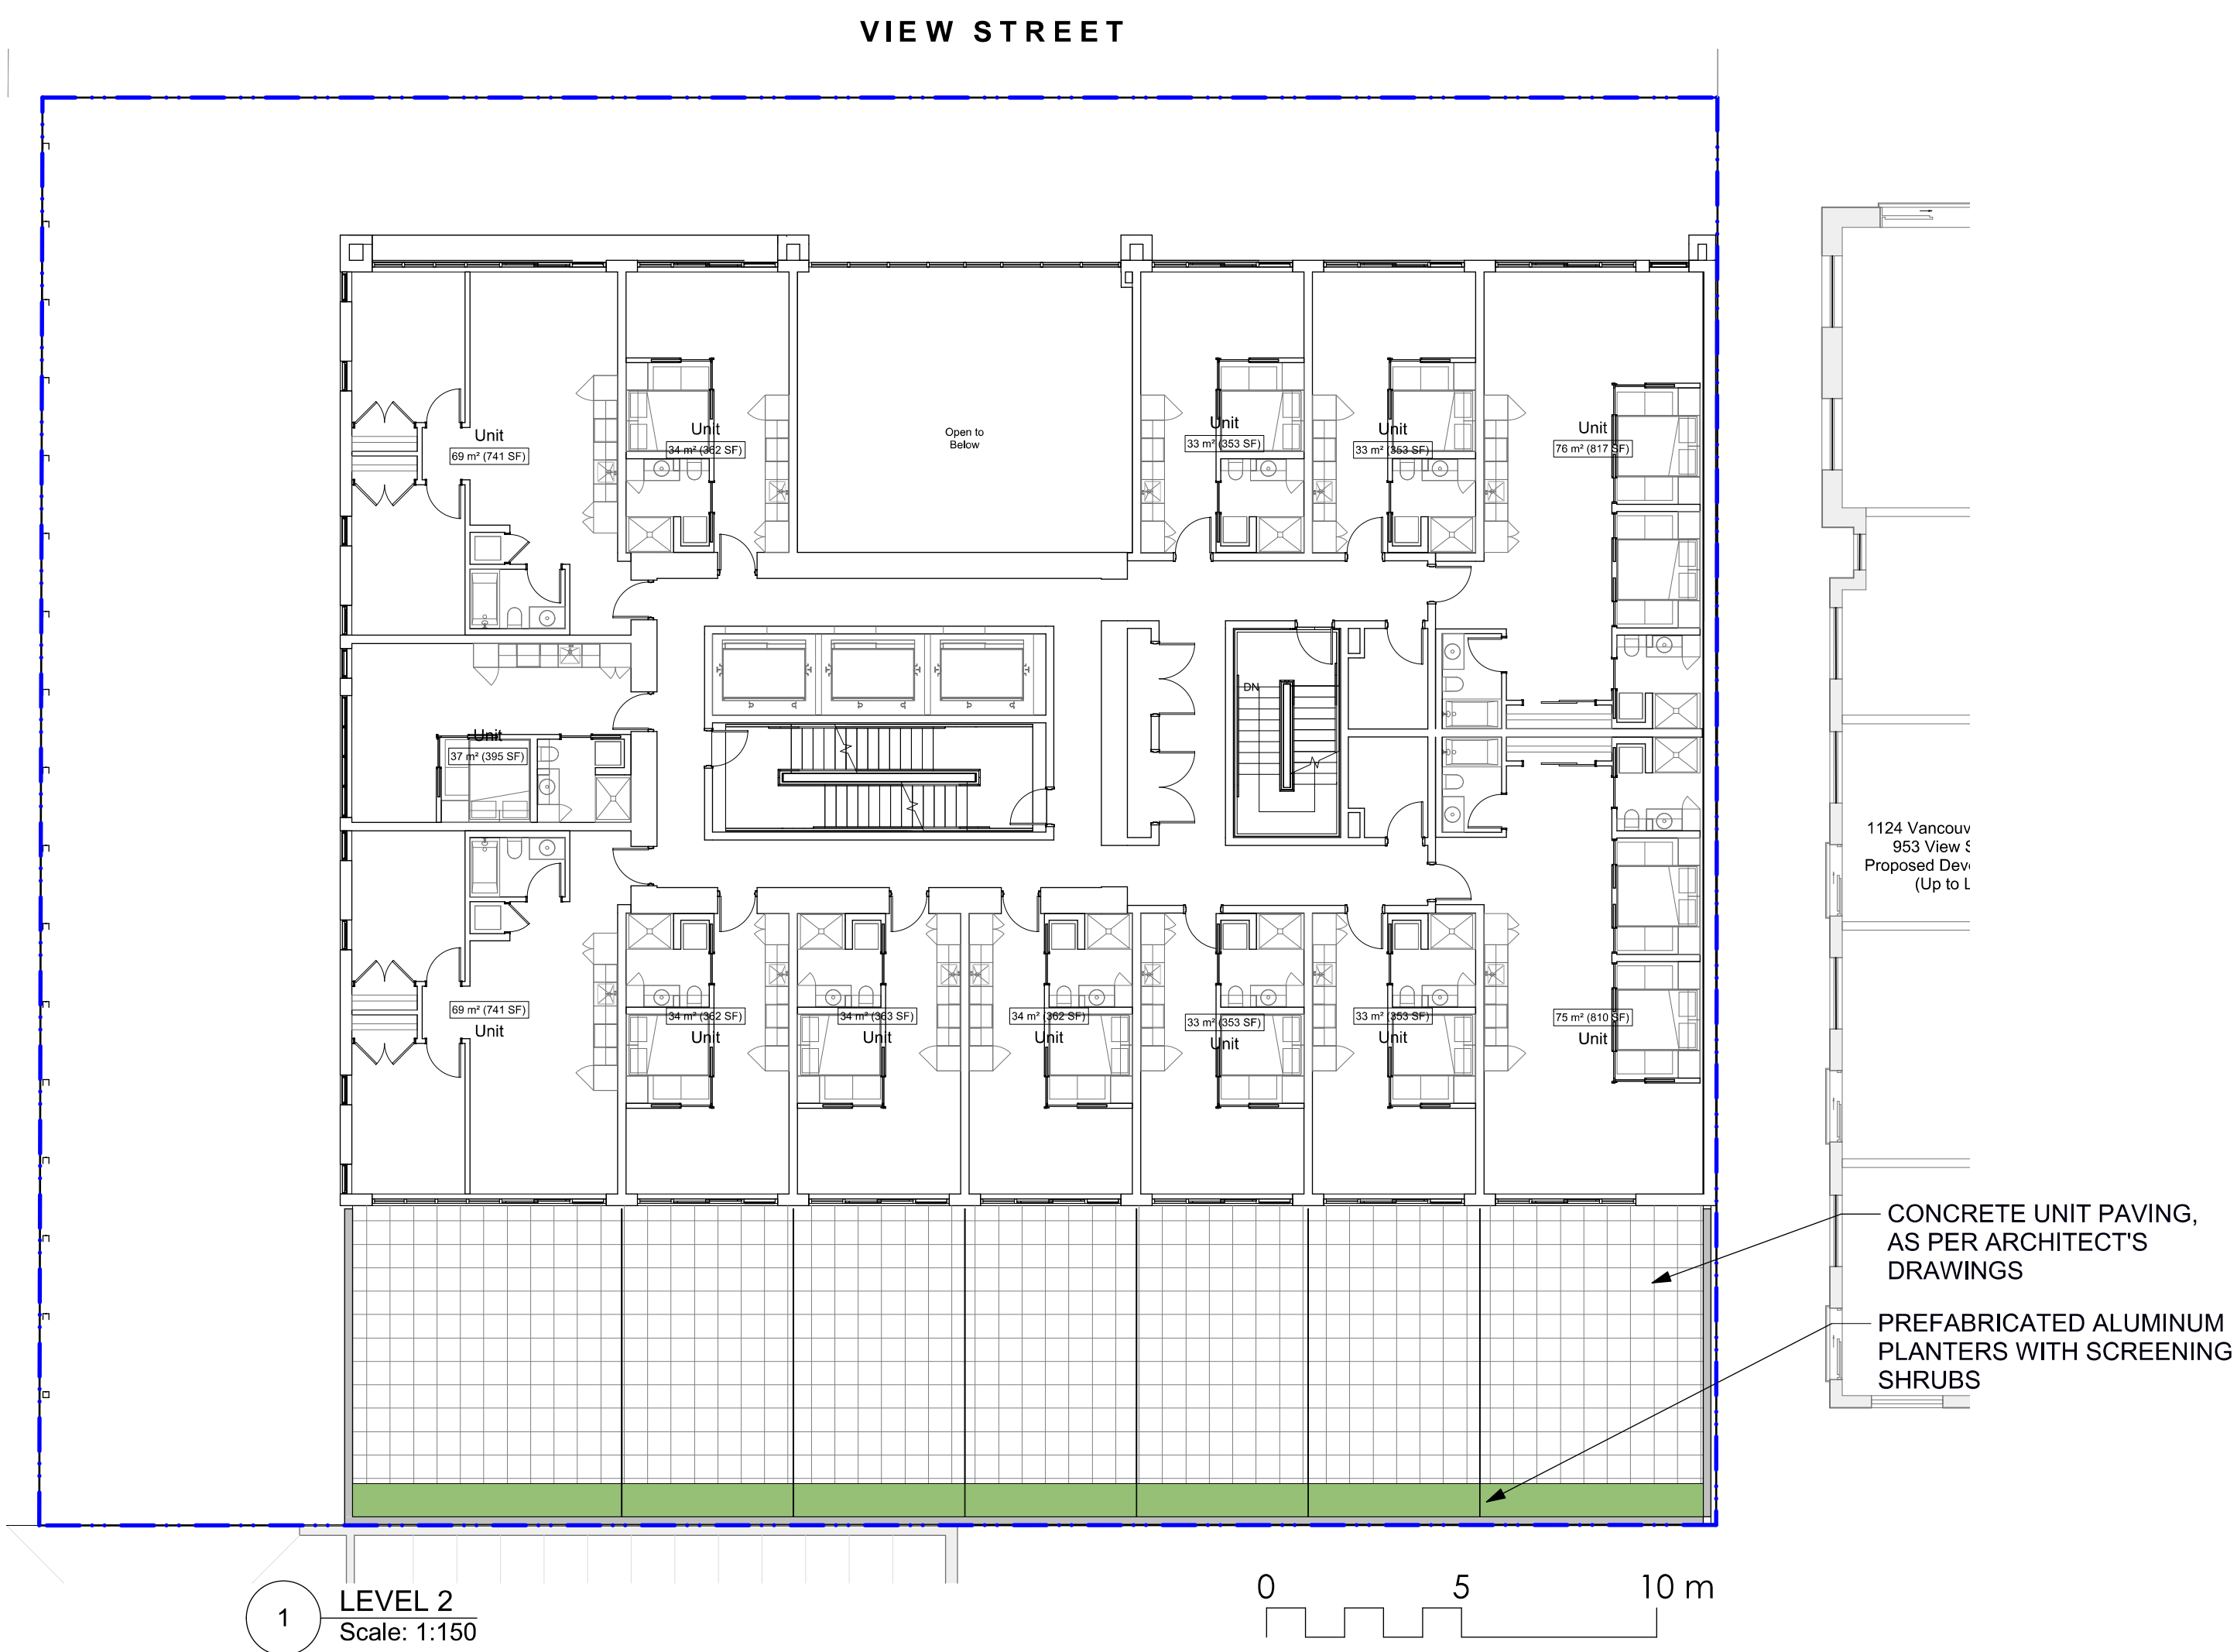 VIEW STREET
Unit
69 m² (741 SF)
Unit
34 m² (362 SF)
Open to
Below
Unit
33 m² (353 SF)
Unit
33 m² (353 SF)
Unit
76 m² (817 SF)
DN
Unit
37 m² (395 SF)
1124 Vancouv
953 View S
Proposed Deve
(Up to L
69 m² (741 SF)
Unit
34 m² (362 SF)
Unit
34 m² (363 SF)
Unit
34 m² (362 SF)
Unit
33 m² (353 SF)
Unit
33 m² (353 SF)
Unit
75 m² (810 SF)
Unit
CONCRETE UNIT PAVING,
AS PER ARCHITECT'S
DRAWINGS
PREFABRICATED ALUMINUM
PLANTERS WITH SCREENING
SHRUBS
1
LEVEL 2
Scale: 1:150
0 5 10 m